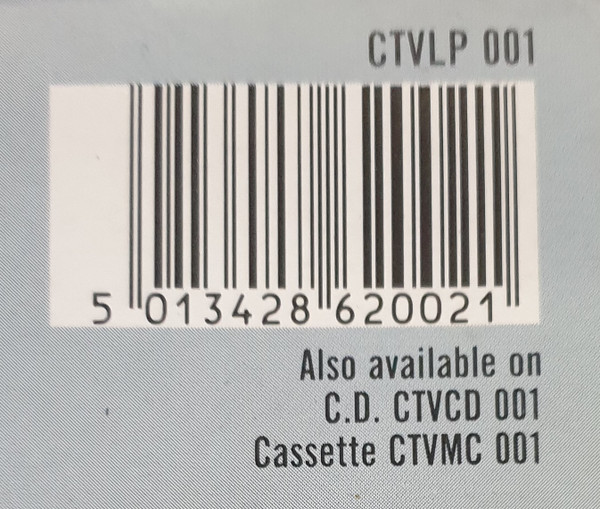 CTVLP 001
5 013428 620021
Also available on
C.D. CTVCD 001
Cassette CTVMC 001